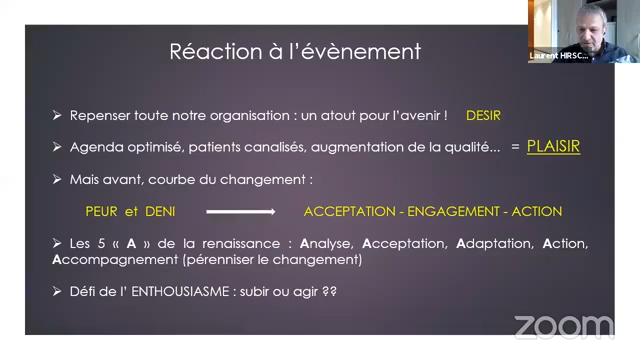 Réaction à l'évènement
Laurent HIRSC...
➢ Repenser toute notre organisation : un atout pour l'avenir ! DESIR
➢ Agenda optimisé, patients canalisés, augmentation de la qualité... = PLAISIR
➢ Mais avant, courbe du changement :
PEUR et DENI ACCEPTATION - ENGAGEMENT - ACTION
➢ Les 5 « A » de la renaissance : Analyse, Acceptation, Adaptation, Action,
Accompagnement (pérenniser le changement)
➢ Défi de l' ENTHOUSIASME : subir ou agir ??
zoom